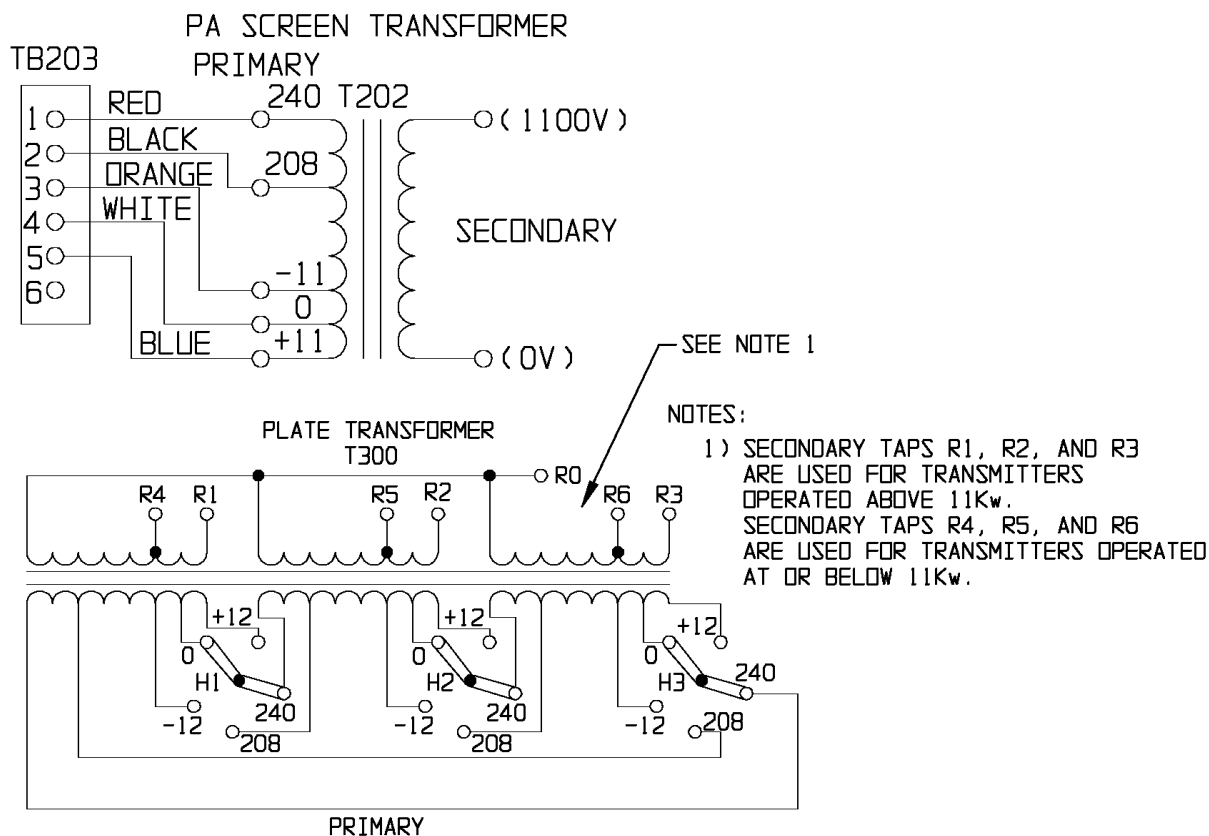 PA SCREEN TRANSFORMER
TB203
PRIMARY
240 T202
1 RED
(1100V)
2 BLACK
208
3 ORANGE
4 WHITE
SECONDARY
5
-11
6
0
BLUE
+11
(0V)
SEE NOTE 1
NOTES:
PLATE TRANSFORMER
T300
R0
R4 R1 R5 R2 R6 R3
1) SECONDARY TAPS R1, R2, AND R3
ARE USED FOR TRANSMITTERS
OPERATED ABOVE 11Kw.
SECONDARY TAPS R4, R5, AND R6
ARE USED FOR TRANSMITTERS OPERATED
AT OR BELOW 11Kw.
+12 +12 +12
0 0 0
H1 H2 H3 240
240 240
-12 -12 -12 208
208 208
PRIMARY